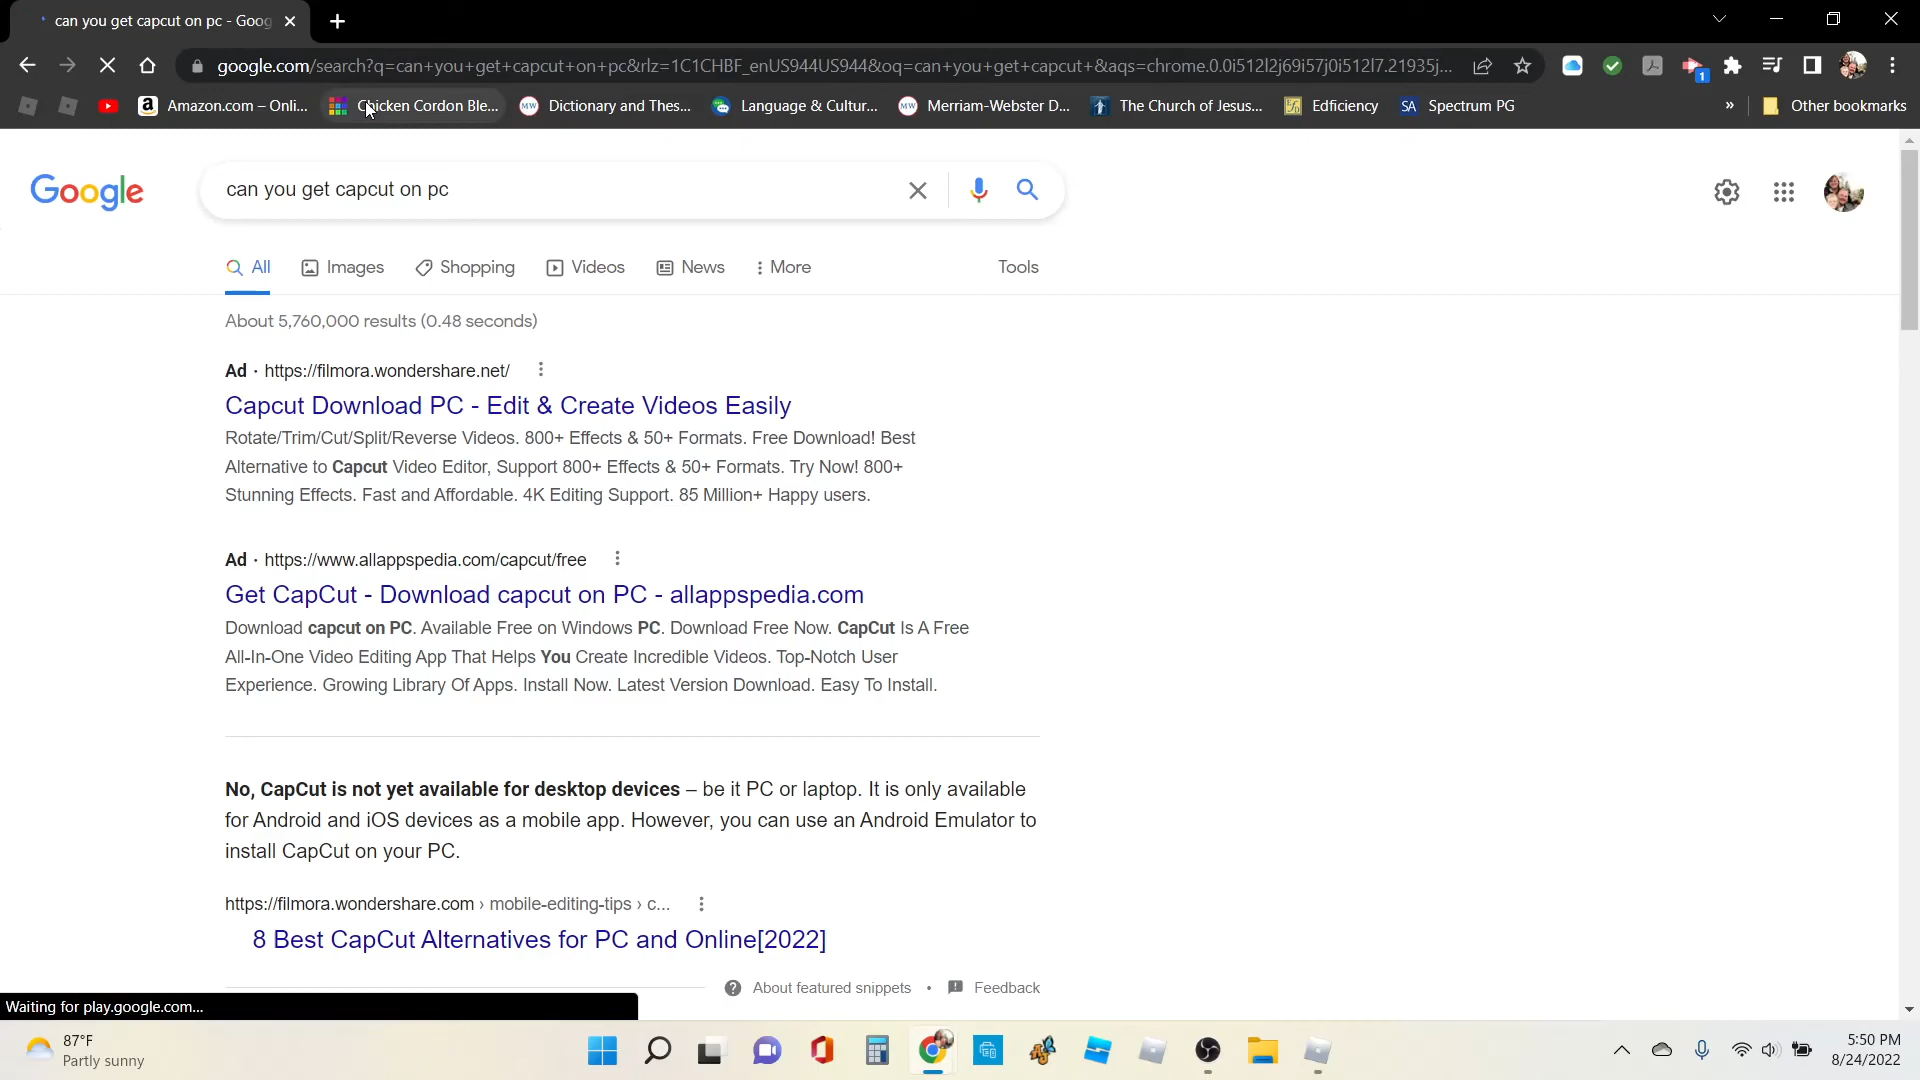 can you get capcut on pc - Goog
google.com/search?q=can+you+get+capcut+on+pc&rlz=1C1CHBF_enUS944US944&oq=can+you+get+capcut+&aqs=chrome.0.0i512l2j69i57j0i512l7.21935j...
1
Amazon.com – Onli...
Chicken Cordon Ble...
MW
Dictionary and Thes...
Language & Cultur...
MW
Merriam-Webster D...
The Church of Jesus...
Edficiency
SA
Spectrum PG
»
Other bookmarks
Google
can you get capcut on pc
All
Images
Shopping
Videos
News
More
Tools
About 5,760,000 results (0.48 seconds)
Ad · https://filmora.wondershare.net/
Capcut Download PC - Edit & Create Videos Easily
Rotate/Trim/Cut/Split/Reverse Videos. 800+ Effects & 50+ Formats. Free Download! Best
Alternative to Capcut Video Editor, Support 800+ Effects & 50+ Formats. Try Now! 800+
Stunning Effects. Fast and Affordable. 4K Editing Support. 85 Million+ Happy users.
Ad · https://www.allappspedia.com/capcut/free
Get CapCut - Download capcut on PC - allappspedia.com
Download capcut on PC. Available Free on Windows PC. Download Free Now. CapCut Is A Free
All-In-One Video Editing App That Helps You Create Incredible Videos. Top-Notch User
Experience. Growing Library Of Apps. Install Now. Latest Version Download. Easy To Install.
No, CapCut is not yet available for desktop devices – be it PC or laptop. It is only available
for Android and iOS devices as a mobile app. However, you can use an Android Emulator to
install CapCut on your PC.
https://filmora.wondershare.com › mobile-editing-tips › c...
8 Best CapCut Alternatives for PC and Online[2022]
About featured snippets
•
Feedback
Waiting for play.google.com...
87°F
Partly sunny
5:50 PM
8/24/2022